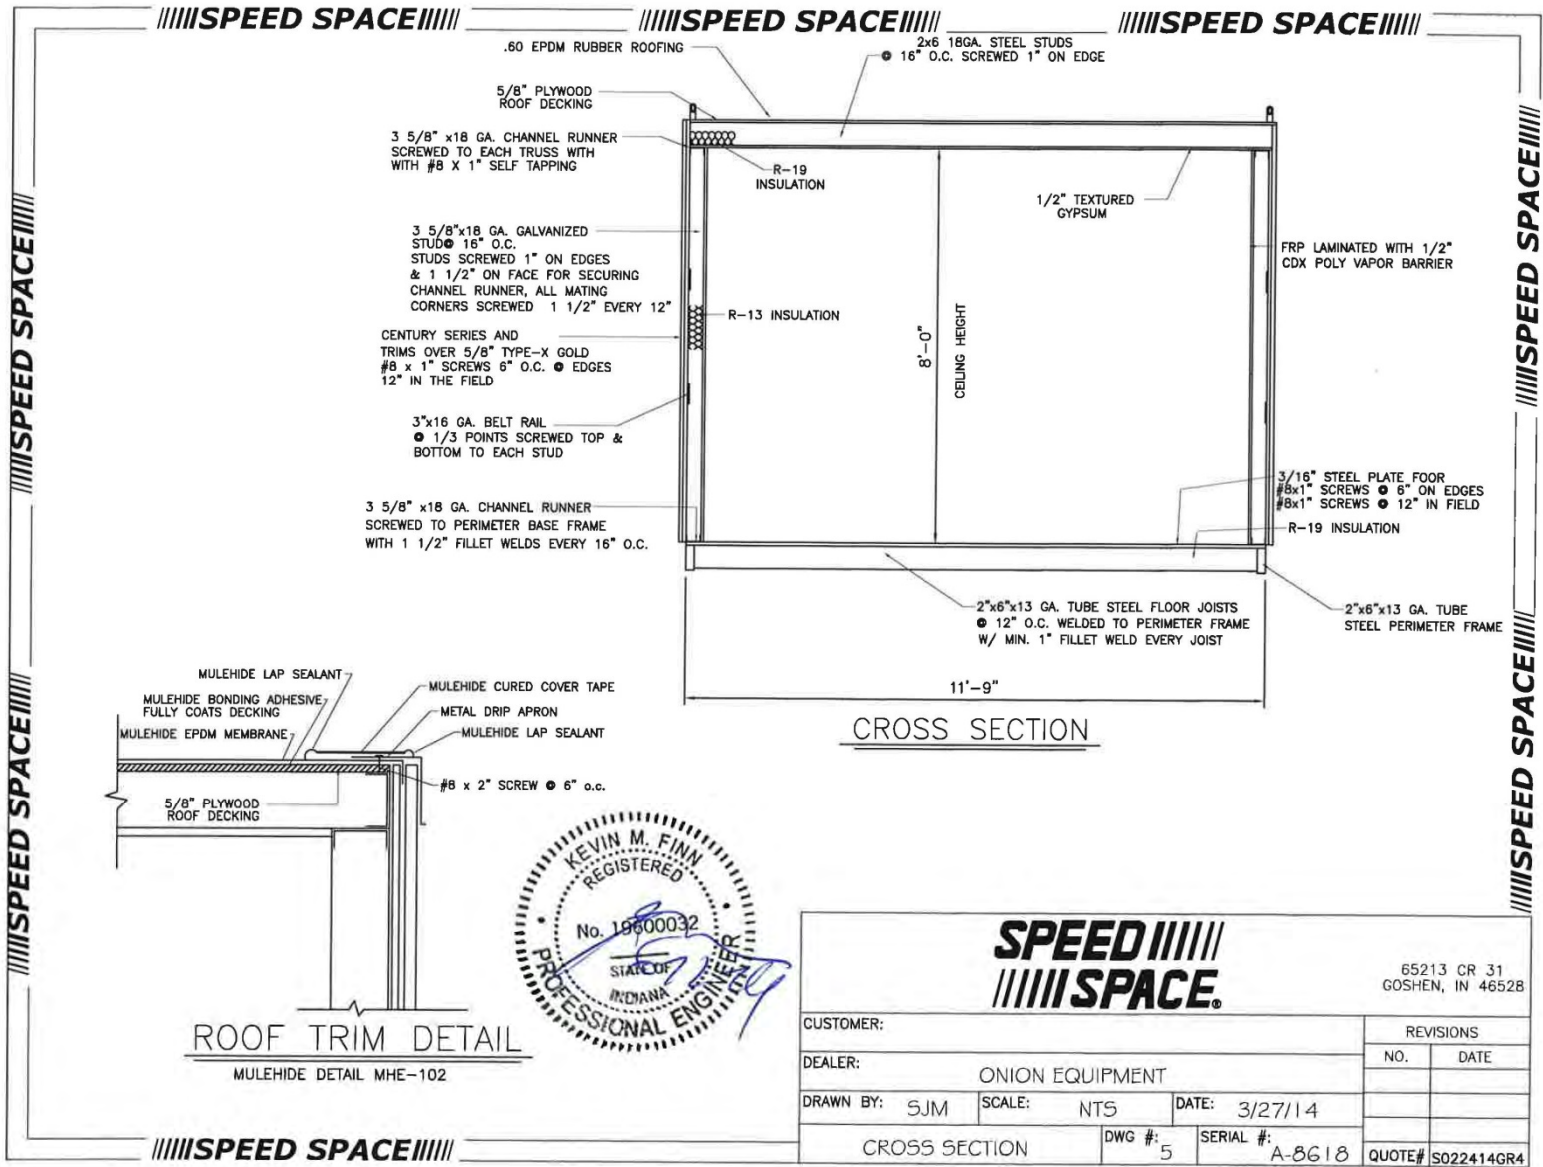 SPEED SPACE
SPEED SPACE
SPEED SPACE
SPEED SPACE
SPEED SPACE
SPEED SPACE
SPEED SPACE
SPEED SPACE
.60 EPDM RUBBER ROOFING
2x6 18GA. STEEL STUDS
@ 16" O.C. SCREWED 1" ON EDGE
5/8" PLYWOOD
ROOF DECKING
3 5/8" x18 GA. CHANNEL RUNNER
SCREWED TO EACH TRUSS WITH
WITH #8 X 1" SELF TAPPING
R-19
INSULATION
1/2" TEXTURED
GYPSUM
3 5/8"x18 GA. GALVANIZED
STUD@ 16" O.C.
STUDS SCREWED 1" ON EDGES
& 1 1/2" ON FACE FOR SECURING
CHANNEL RUNNER, ALL MATING
CORNERS SCREWED 1 1/2" EVERY 12"
FRP LAMINATED WITH 1/2"
CDX POLY VAPOR BARRIER
R-13 INSULATION
8'-0"
CEILING HEIGHT
CENTURY SERIES AND
TRIMS OVER 5/8" TYPE-X GOLD
#8 x 1" SCREWS 6" O.C. @ EDGES
12" IN THE FIELD
3"x16 GA. BELT RAIL
@ 1/3 POINTS SCREWED TOP &
BOTTOM TO EACH STUD
3/16" STEEL PLATE FOOR
#8x1" SCREWS @ 6" ON EDGES
#8x1" SCREWS @ 12" IN FIELD
R-19 INSULATION
3 5/8" x18 GA. CHANNEL RUNNER
SCREWED TO PERIMETER BASE FRAME
WITH 1 1/2" FILLET WELDS EVERY 16" O.C.
2"x6"x13 GA. TUBE STEEL FLOOR JOISTS
@ 12" O.C. WELDED TO PERIMETER FRAME
W/ MIN. 1" FILLET WELD EVERY JOIST
2"x6"x13 GA. TUBE
STEEL PERIMETER FRAME
11'-9"
CROSS SECTION
MULEHIDE LAP SEALANT
MULEHIDE BONDING ADHESIVE
FULLY COATS DECKING
MULEHIDE EPDM MEMBRANE
MULEHIDE CURED COVER TAPE
METAL DRIP APRON
MULEHIDE LAP SEALANT
#8 x 2" SCREW @ 6" o.c.
5/8" PLYWOOD
ROOF DECKING
ROOF TRIM DETAIL
MULEHIDE DETAIL MHE-102
KEVIN M. FINN
REGISTERED
No. 19600032
STATE OF
INDIANA
PROFESSIONAL ENGINEER
SPEED
SPACE®
65213 CR 31
GOSHEN, IN 46528
CUSTOMER:
REVISIONS
NO. DATE
DEALER: ONION EQUIPMENT
DRAWN BY: SJM SCALE: NTS DATE: 3/27/14
CROSS SECTION DWG #: 5 SERIAL #: A-8618
QUOTE# S022414GR4